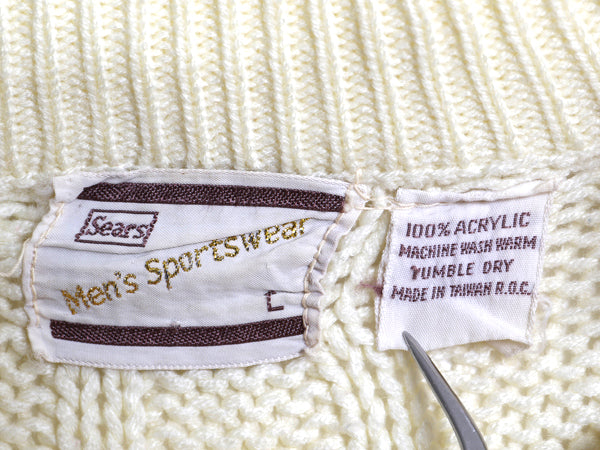 Sears
Men's Sportswear
L
100% ACRYLIC
MACHINE WASH WARM
TUMBLE DRY
MADE IN TAIWAN R.O.C.